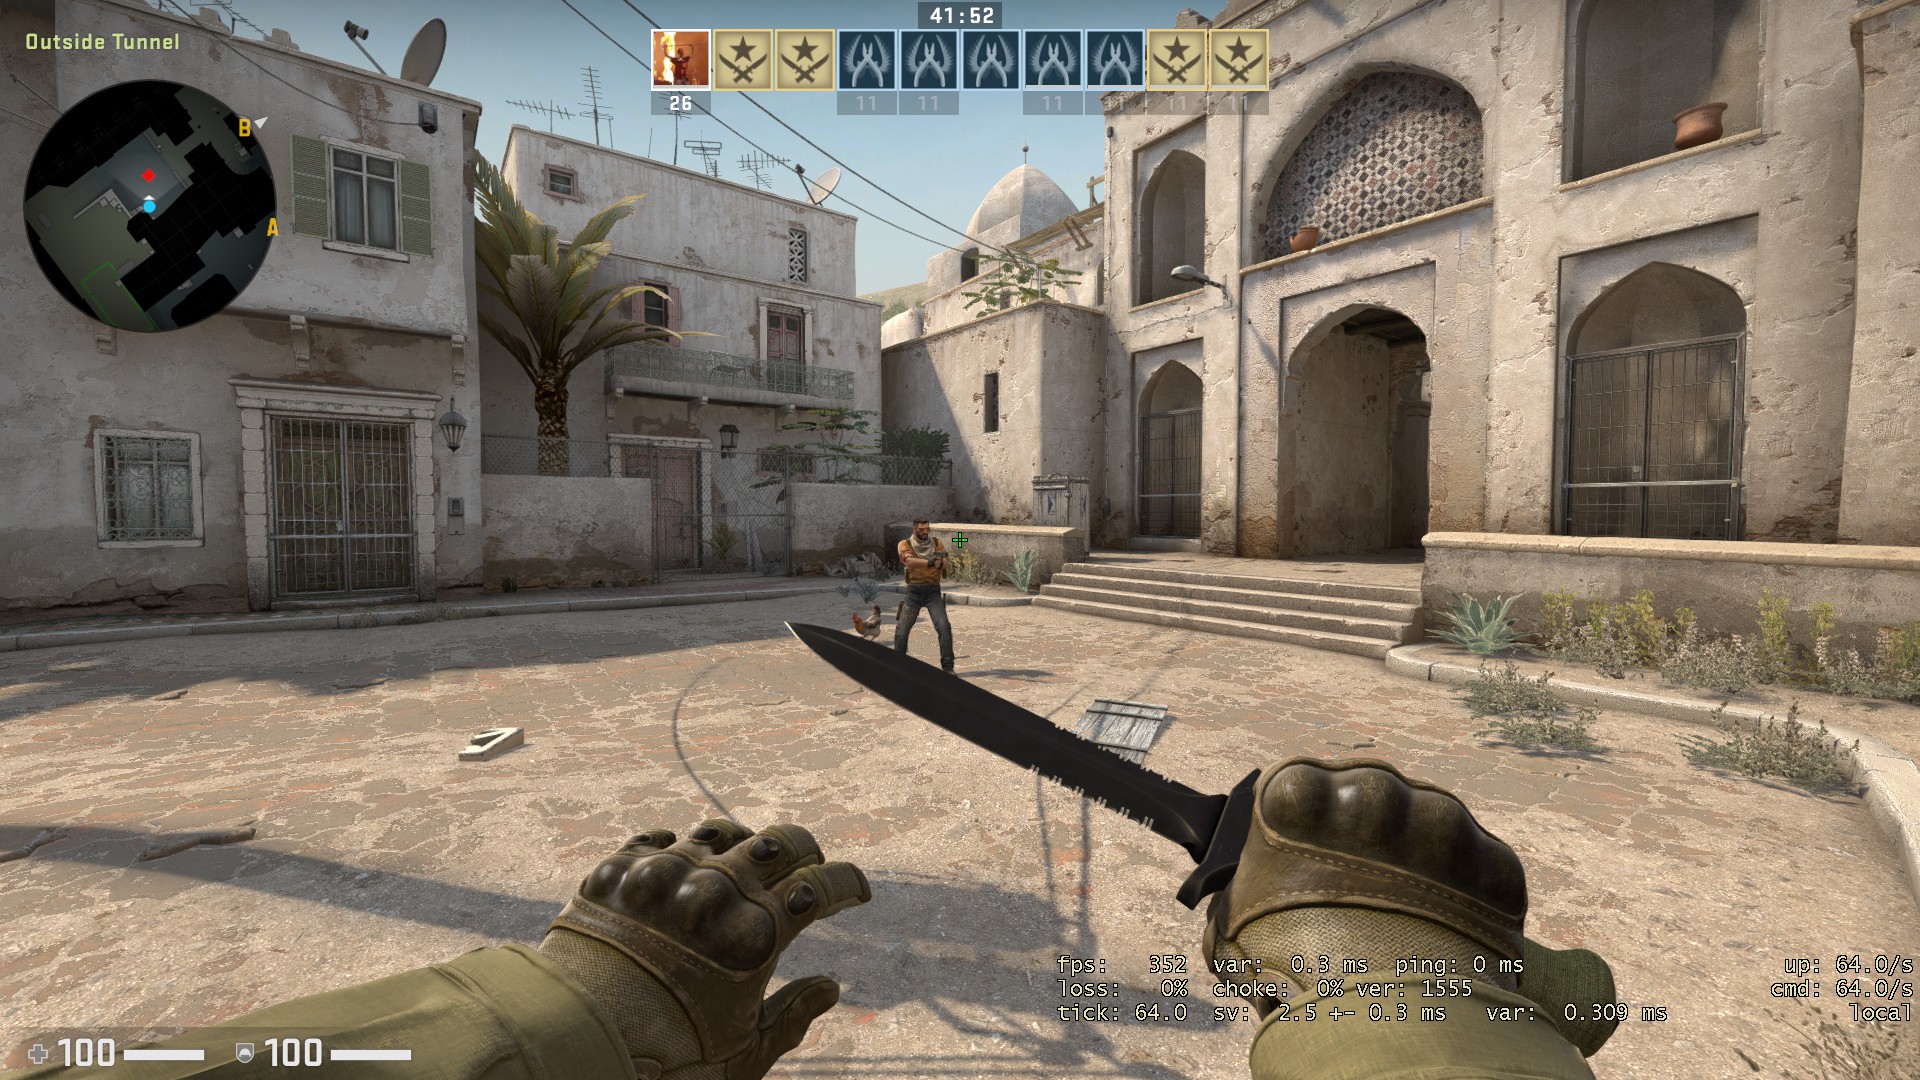 41:52
Outside Tunnel
26
11 11 11 11 11
B
A
fps: 352 var: 0.3 ms ping: 0 ms up: 64.0/s
loss: 0% choke: 0% ver: 1555 cmd: 64.0/s
tick: 64.0 sv: 2.5 +- 0.3 ms var: 0.309 ms local
100 100